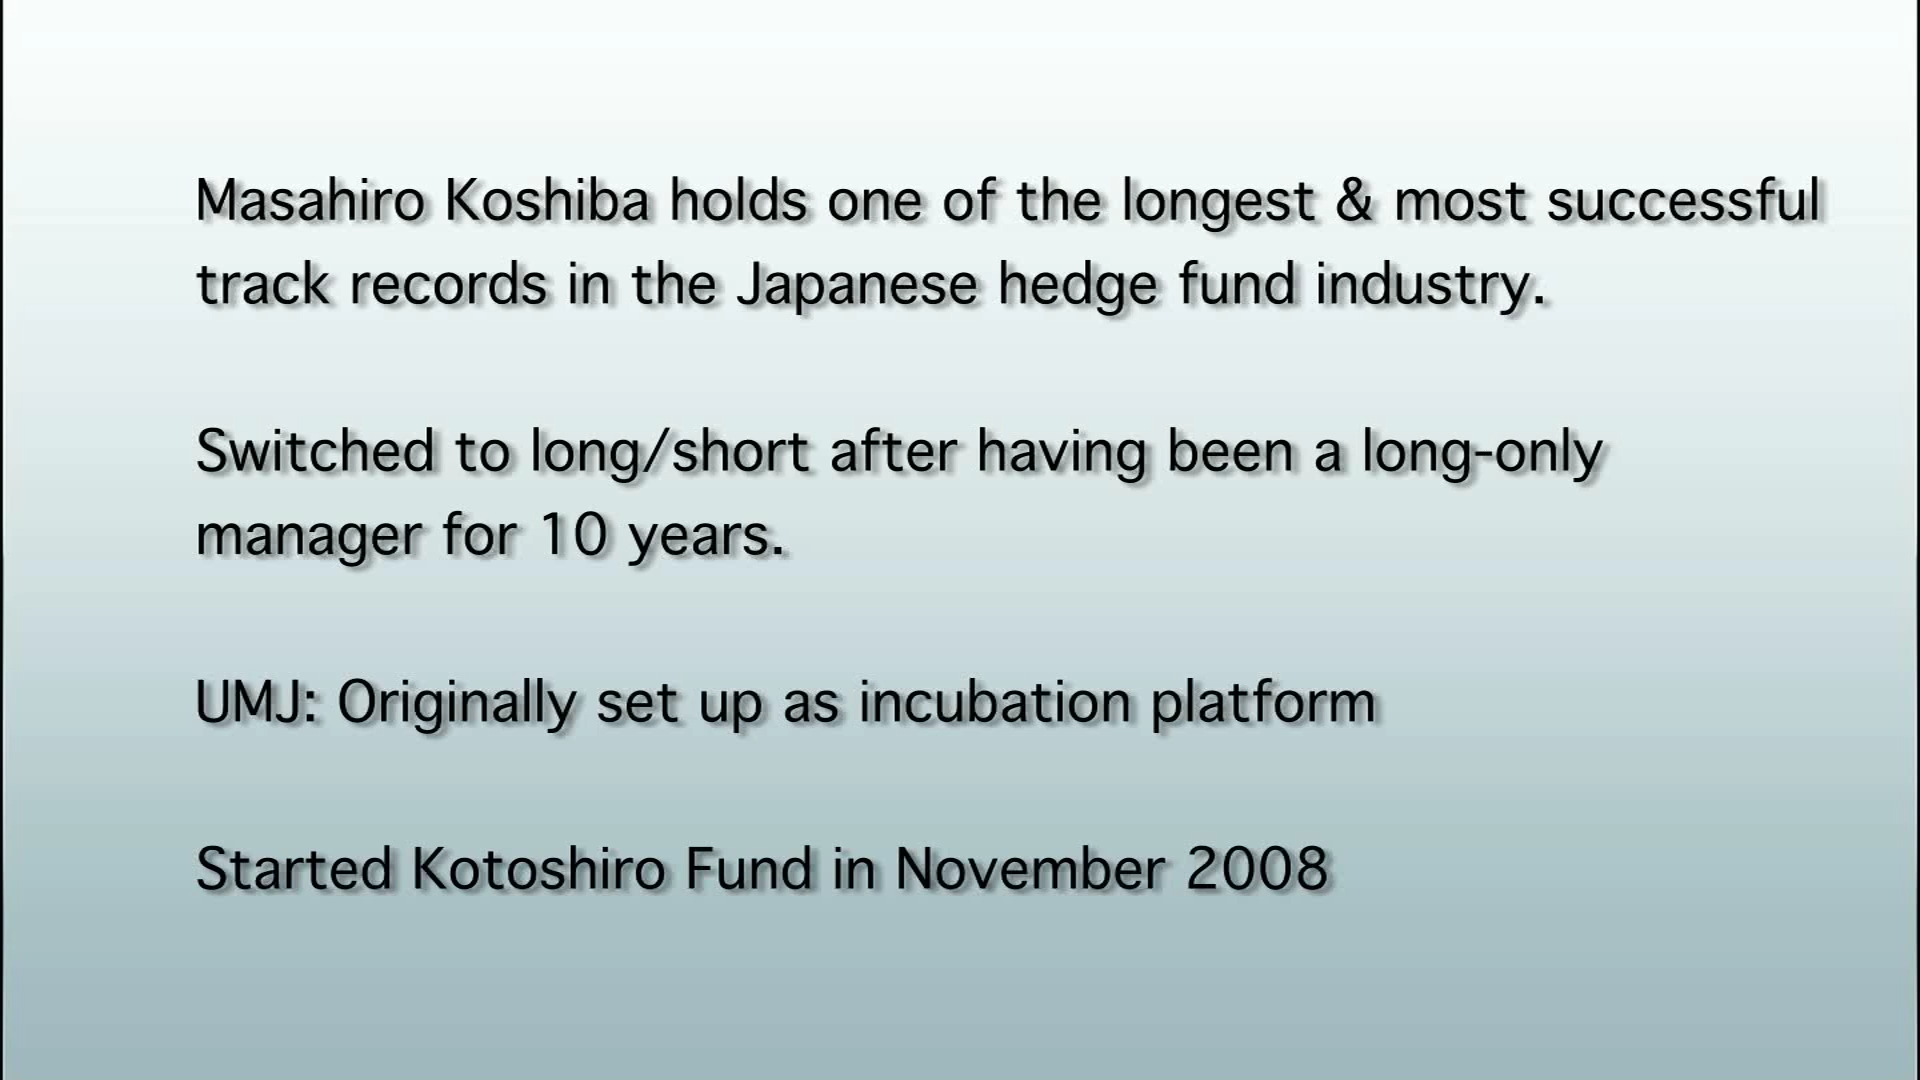 Masahiro Koshiba holds one of the longest & most successful
track records in the Japanese hedge fund industry.
Switched to long/short after having been a long-only
manager for 10 years.
UMJ: Originally set up as incubation platform
Started Kotoshiro Fund in November 2008